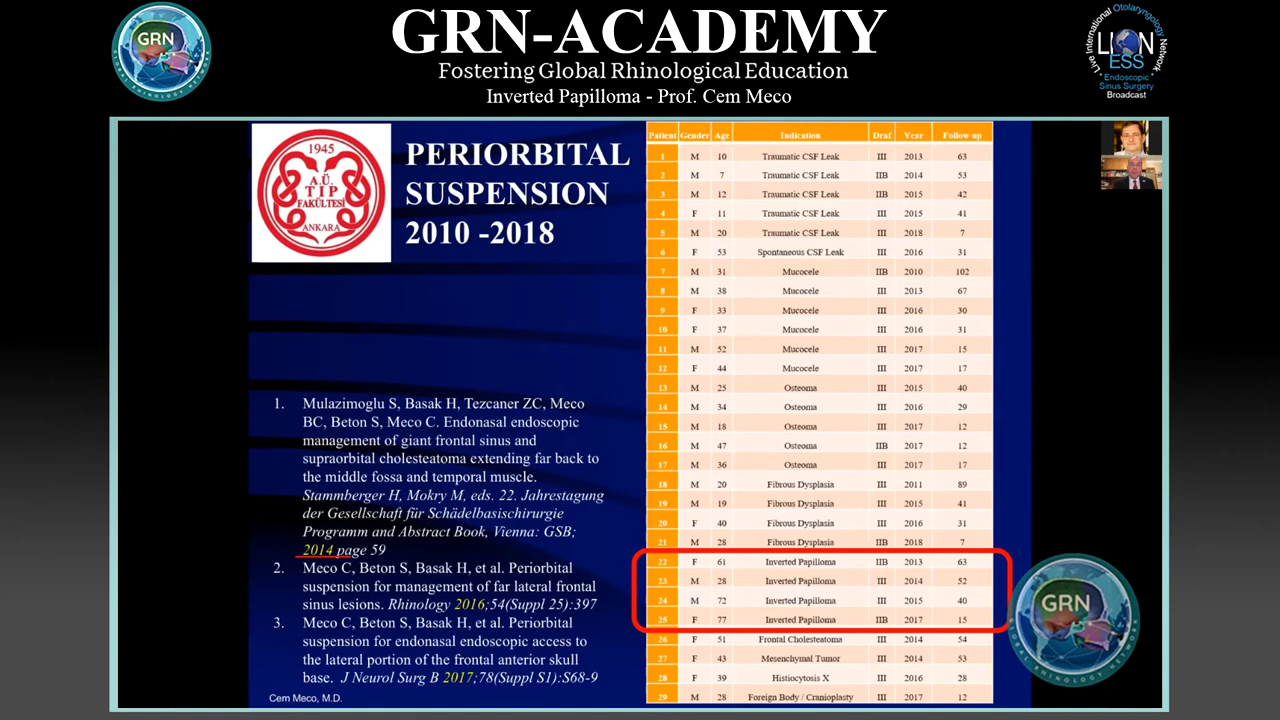 GRN-ACADEMY
Fostering Global Rhinological Education
Inverted Papilloma - Prof. Cem Meco
GRN
GLOBAL RHINOLOGY NETWORK
Live International Otolaryngology Network
LION
ESS
• Endoscopic
Sinus Surgery
Broadcast
1945
A.Ü.
TIP
FAKÜLTESİ
ANKARA
PERIORBITAL
SUSPENSION
2010 -2018
1. Mulazimoglu S, Basak H, Tezcaner ZC, Meco
BC, Beton S, Meco C. Endonasal endoscopic
management of giant frontal sinus and
supraorbital cholesteatoma extending far back to
the middle fossa and temporal muscle.
Stammberger H, Mokry M, eds. 22. Jahrestagung
der Gesellschaft für Schädelbasischirurgie
Programm and Abstract Book, Vienna: GSB;
2014 page 59
2. Meco C, Beton S, Basak H, et al. Periorbital
suspension for management of far lateral frontal
sinus lesions. Rhinology 2016;54(Suppl 25):397
3. Meco C, Beton S, Basak H, et al. Periorbital
suspension for endonasal endoscopic access to
the lateral portion of the frontal anterior skull
base. J Neurol Surg B 2017;78(Suppl S1):S68-9
Cem Meco, M.D.
Patient Gender Age Indication Draf Year Follow up
1 M 10 Traumatic CSF Leak III 2013 63
2 M 7 Traumatic CSF Leak IIB 2014 53
3 M 12 Traumatic CSF Leak IIB 2015 42
4 F 11 Traumatic CSF Leak III 2015 41
5 M 20 Traumatic CSF Leak III 2018 7
6 F 53 Spontaneous CSF Leak III 2016 31
7 M 31 Mucocele IIB 2010 102
8 M 38 Mucocele III 2013 67
9 F 33 Mucocele III 2016 30
10 F 37 Mucocele III 2016 31
11 M 52 Mucocele III 2017 15
12 F 44 Mucocele III 2017 17
13 M 25 Osteoma III 2015 40
14 M 34 Osteoma III 2016 29
15 M 18 Osteoma III 2017 12
16 M 47 Osteoma IIB 2017 12
17 M 36 Osteoma III 2017 17
18 M 20 Fibrous Dysplasia III 2011 89
19 M 19 Fibrous Dysplasia III 2015 41
20 F 40 Fibrous Dysplasia III 2016 31
21 M 28 Fibrous Dysplasia IIB 2018 7
22 F 61 Inverted Papilloma IIB 2013 63
23 M 28 Inverted Papilloma III 2014 52
24 M 72 Inverted Papilloma III 2015 40
25 F 77 Inverted Papilloma IIB 2017 15
26 F 51 Frontal Cholesteatoma III 2014 54
27 F 43 Mesenchymal Tumor III 2014 53
28 F 39 Histiocytosis X III 2016 28
29 M 28 Foreign Body / Cranioplasty III 2017 12
GRN
GLOBAL RHINOLOGY NETWORK